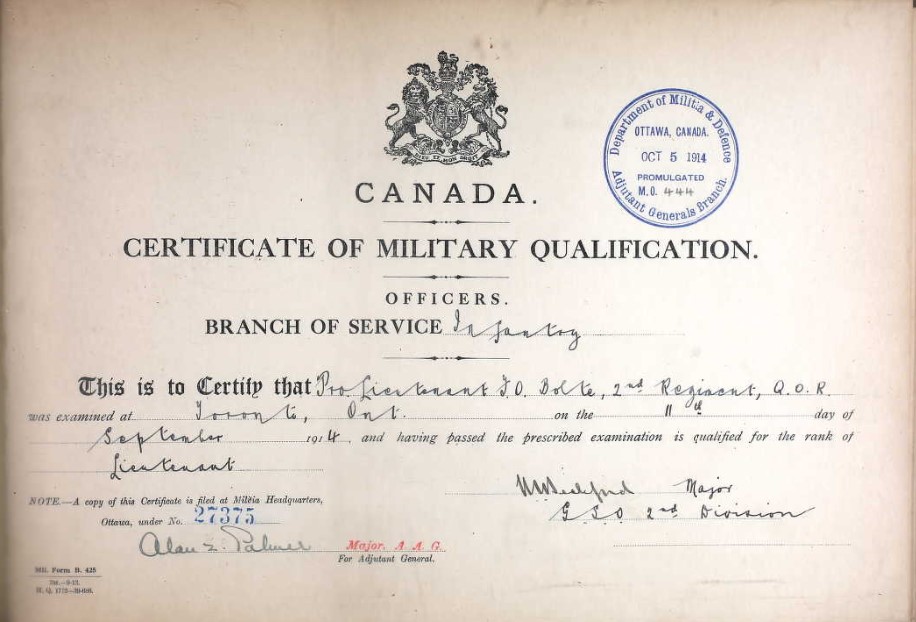 DIEU ET MON DROIT
Department of Militia & Defence
OTTAWA, CANADA.
OCT 5 1914
PROMULGATED
M.O. 444
Adjutant Generals Branch.
CANADA.
CERTIFICATE OF MILITARY QUALIFICATION.
OFFICERS.
BRANCH OF SERVICE Infantry
This is to Certify that Pro. Lieutenant F.O. Bolte, 2nd Regiment, Q.O.R.
was examined at Toronto, Ont. on the 11th day of
September 1914, and having passed the prescribed examination is qualified for the rank of
Lieutenant
Major
NOTE.—A copy of this Certificate is filed at Militia Headquarters,
G.S.O 2nd Division
Ottawa, under No. 27375
Alan Palmer Major, A A G.
For Adjutant General.
Mil. Form B. 425
H. Q. 1772-39-